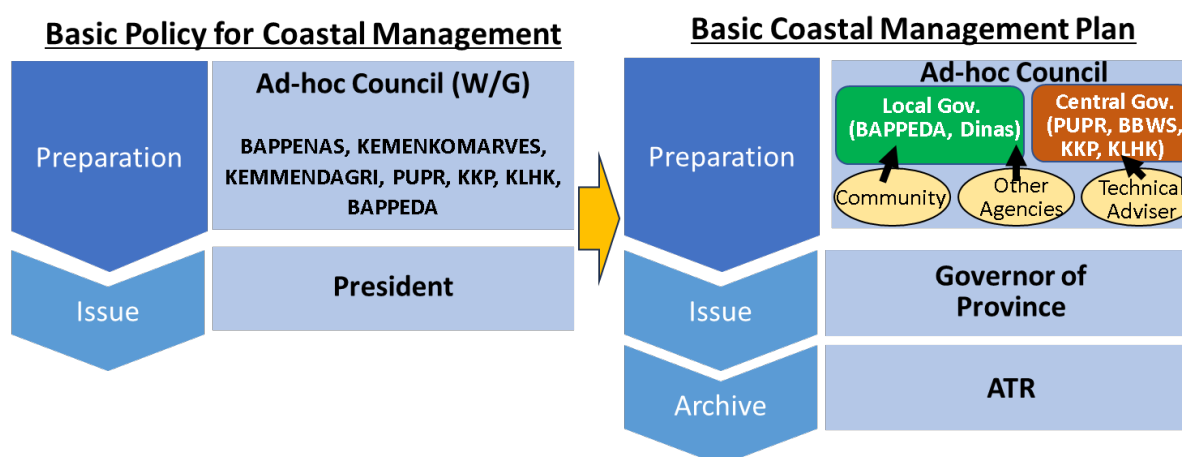 Basic Policy for Coastal Management
Preparation
Ad-hoc Council (W/G)
BAPPENAS, KEMENKOMARVES,
KEMMENDAGRI, PUPR, KKP, KLHK,
BAPPEDA
Issue
President
Basic Coastal Management Plan
Preparation
Ad-hoc Council
Local Gov.
(BAPPEDA, Dinas)
Central Gov.
(PUPR, BBWS,
KKP, KLHK)
Community
Other
Agencies
Technical
Adviser
Issue
Governor of
Province
Archive
ATR